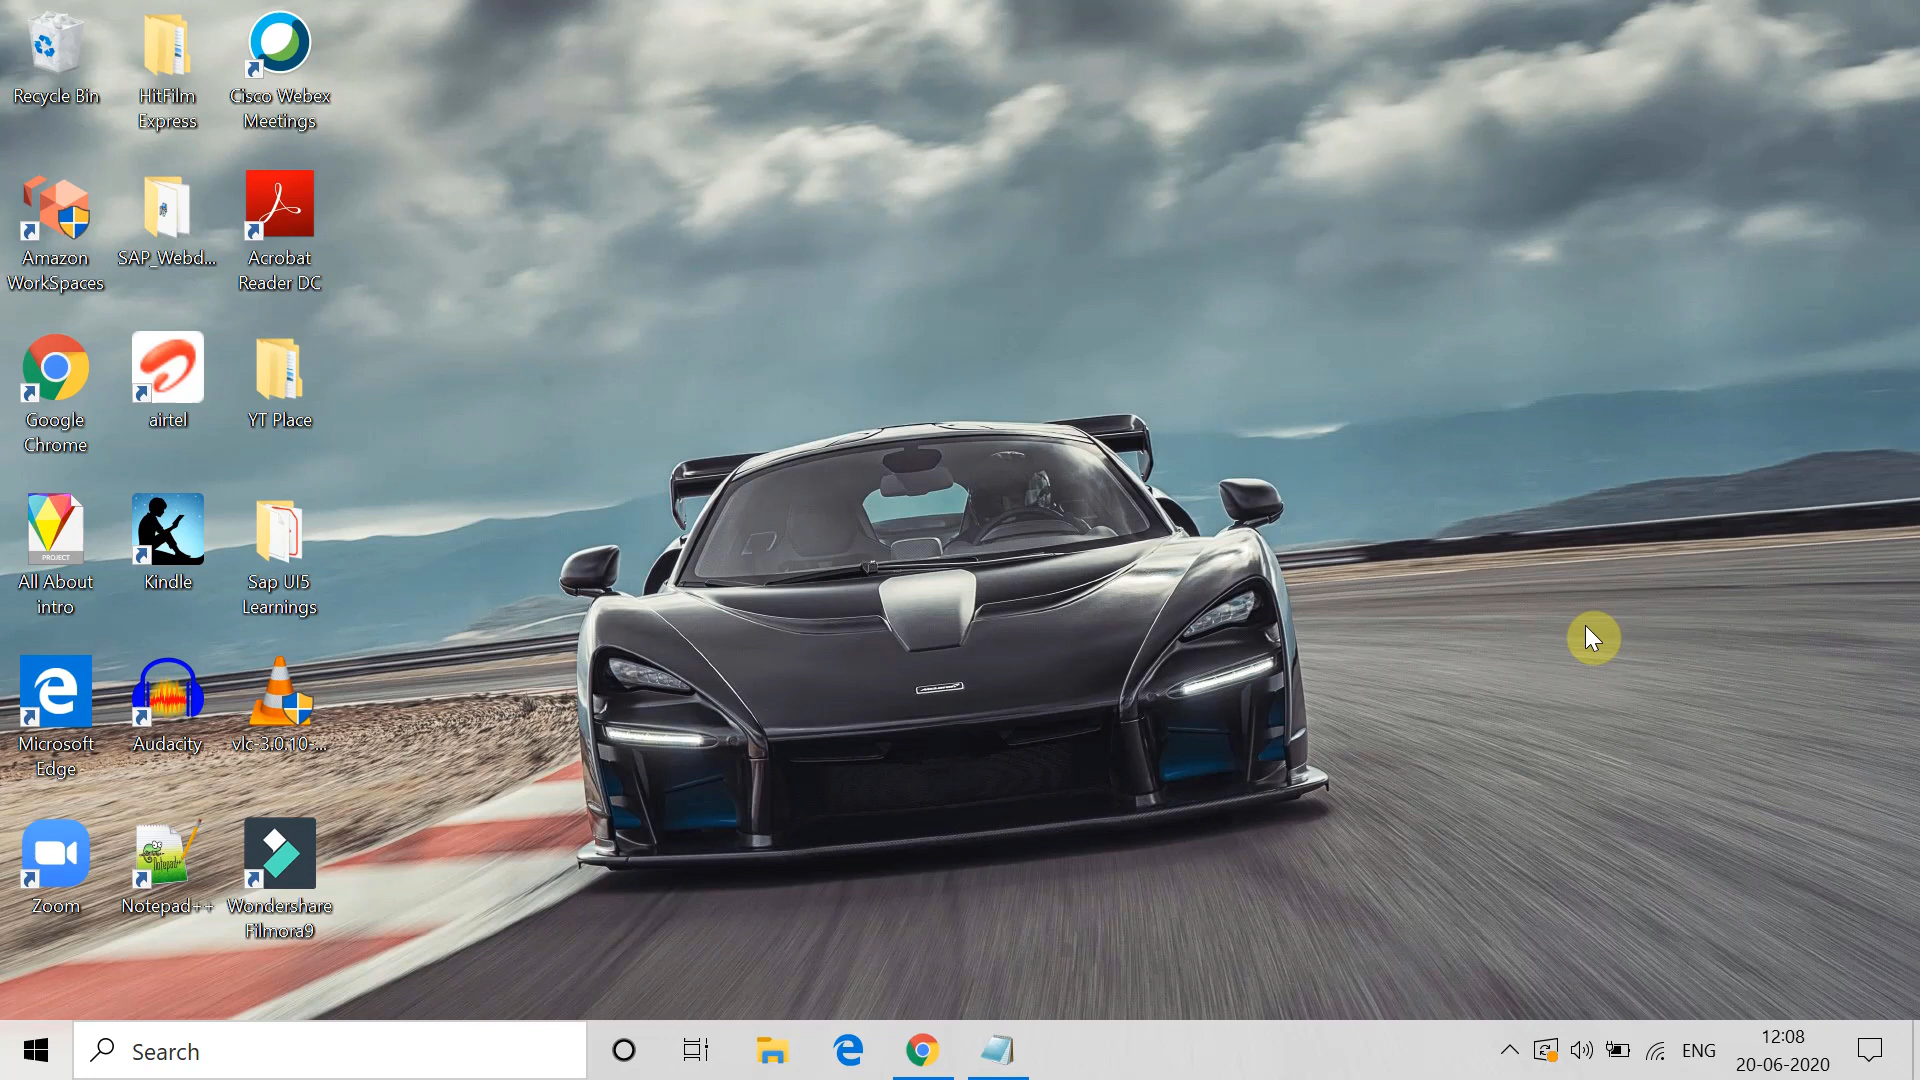 Recycle Bin
HitFilm
Express
Cisco Webex
Meetings
Amazon
WorkSpaces
SAP_Webd...
Acrobat
Reader DC
Google
Chrome
airtel
YT Place
PROJECT
All About
intro
Kindle
Sap UI5
Learnings
Microsoft
Edge
Audacity
vlc-3.0.10-...
Zoom
Notepad++
Wondershare
Filmora9
Search
ENG
12:08
20-06-2020